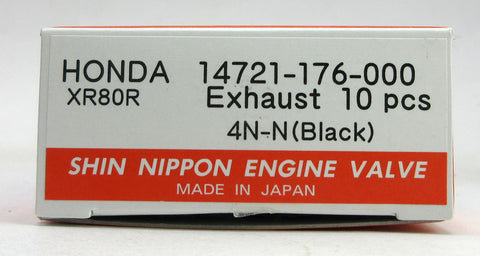 HONDA 14721-176-000
XR80R Exhaust 10 pcs
4N-N(Black)
SHIN NIPPON ENGINE VALVE
MADE IN JAPAN